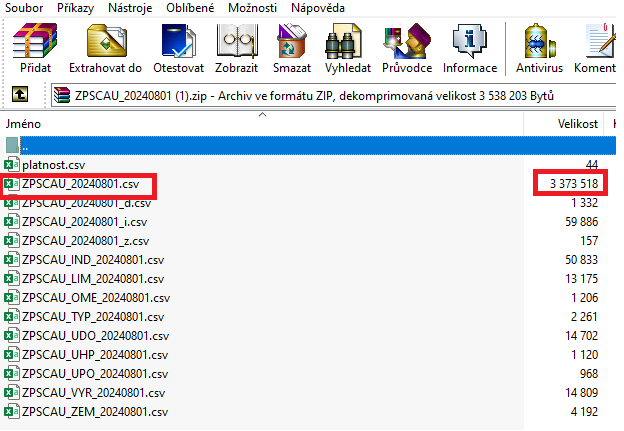 Soubor Příkazy Nástroje Oblíbené Možnosti Nápověda
Přidat Extrahovat do Otestovat Zobrazit Smazat Vyhledat Průvodce Informace Antivirus Koment
ZPSCAU_20240801 (1).zip - Archiv ve formátu ZIP, dekomprimovaná velikost 3 538 203 Bytů
Jméno Velikost
..
platnost.csv 44
ZPSCAU_20240801.csv 3 373 518
ZPSCAU_20240801_d.csv 1 332
ZPSCAU_20240801_i.csv 59 886
ZPSCAU_20240801_z.csv 157
ZPSCAU_IND_20240801.csv 50 833
ZPSCAU_LIM_20240801.csv 13 175
ZPSCAU_OME_20240801.csv 1 206
ZPSCAU_TYP_20240801.csv 2 261
ZPSCAU_UDO_20240801.csv 14 702
ZPSCAU_UHP_20240801.csv 1 120
ZPSCAU_UPO_20240801.csv 968
ZPSCAU_VYR_20240801.csv 14 809
ZPSCAU_ZEM_20240801.csv 4 192